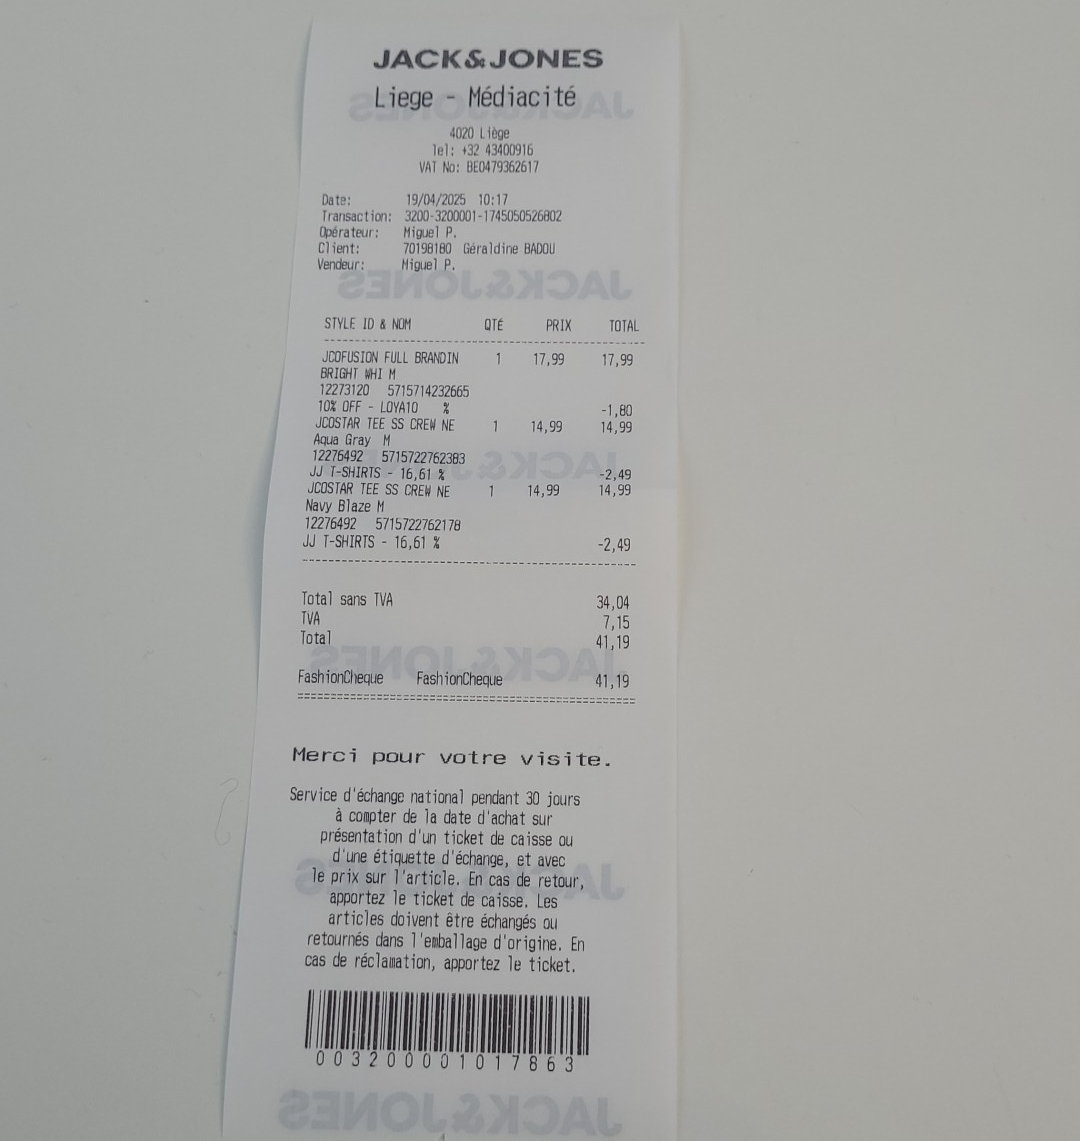 JACK&JONES
Liege - Médiacité
4020 Liège
Tel: +32 43400916
VAT No: BE0479362617
Date: 19/04/2025 10:17
Transaction: 3200-3200001-1745050526802
Opérateur: Miguel P.
Client: 70198180 Géraldine BADOU
Vendeur: Miguel P.
STYLE ID & NOM QTÉ PRIX TOTAL
JCOFUSION FULL BRANDIN 1 17,99 17,99
BRIGHT WHI M
12273120 5715714232665
10% OFF - LOYA10 % -1,80
JCOSTAR TEE SS CREW NE 1 14,99 14,99
Aqua Gray M
12276492 5715722762383
JJ T-SHIRTS - 16,61 % -2,49
JCOSTAR TEE SS CREW NE 1 14,99 14,99
Navy Blaze M
12276492 5715722762178
JJ T-SHIRTS - 16,61 % -2,49
Total sans TVA 34,04
TVA 7,15
Total 41,19
FashionCheque FashionCheque 41,19
Merci pour votre visite.
Service d'échange national pendant 30 jours
à compter de la date d'achat sur
présentation d'un ticket de caisse ou
d'une étiquette d'échange, et avec
le prix sur l'article. En cas de retour,
apportez le ticket de caisse. Les
articles doivent être échangés ou
retournés dans l'emballage d'origine. En
cas de réclamation, apportez le ticket.
003200001017863